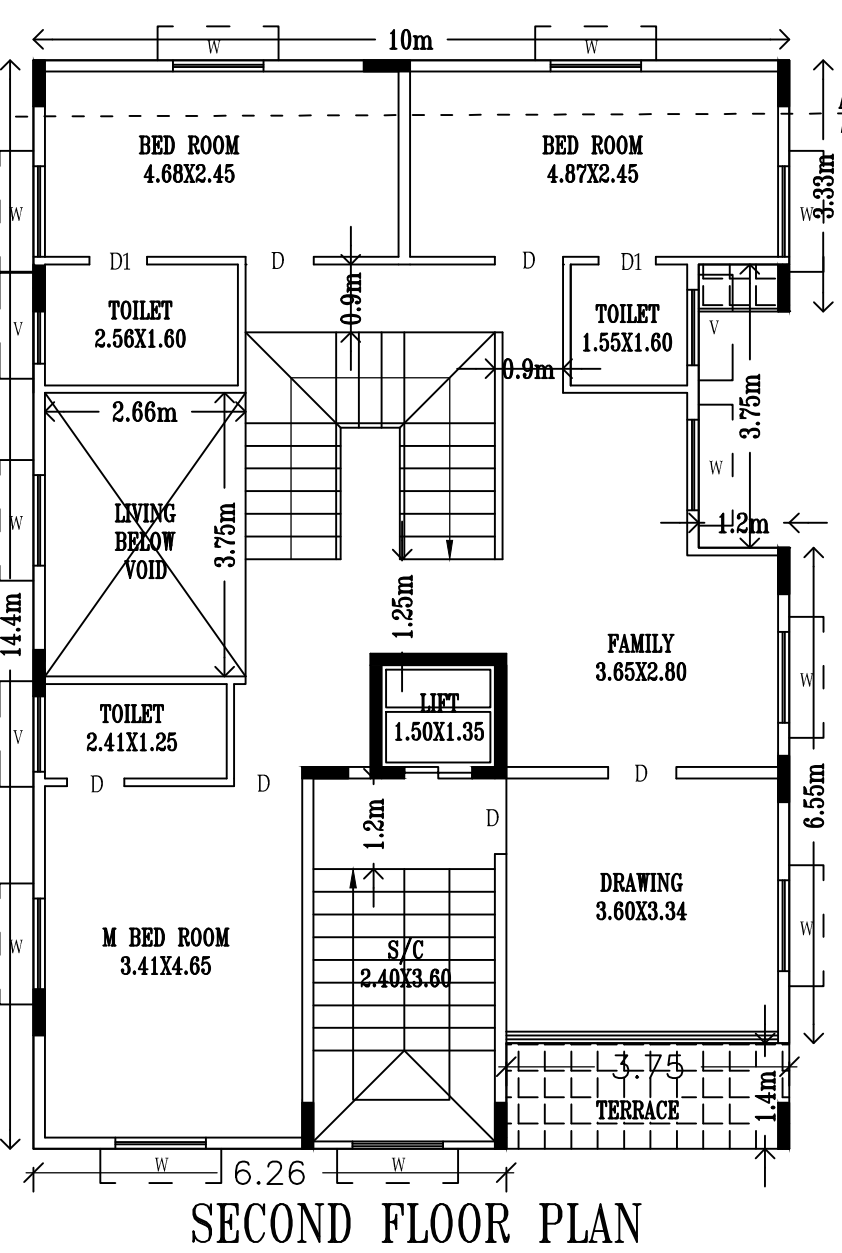 10m
W
W
BED ROOM
4.68X2.45
BED ROOM
4.87X2.45
3.33m
W
W
D1
D
D
D1
0.9m
TOILET
2.56X1.60
TOILET
1.55X1.60
V
V
0.9m
2.66m
3.75m
W
W
1.2m
LIVING
BELOW
VOID
3.75m
1.25m
14.4m
FAMILY
3.65X2.80
W
TOILET
2.41X1.25
V
LIFT
1.50X1.35
D
D
D
1.2m
D
6.55m
DRAWING
3.60X3.34
W
M BED ROOM
3.41X4.65
W
S/C
2.40X3.60
3.75
1.4m
TERRACE
W
W
6.26
SECOND FLOOR PLAN